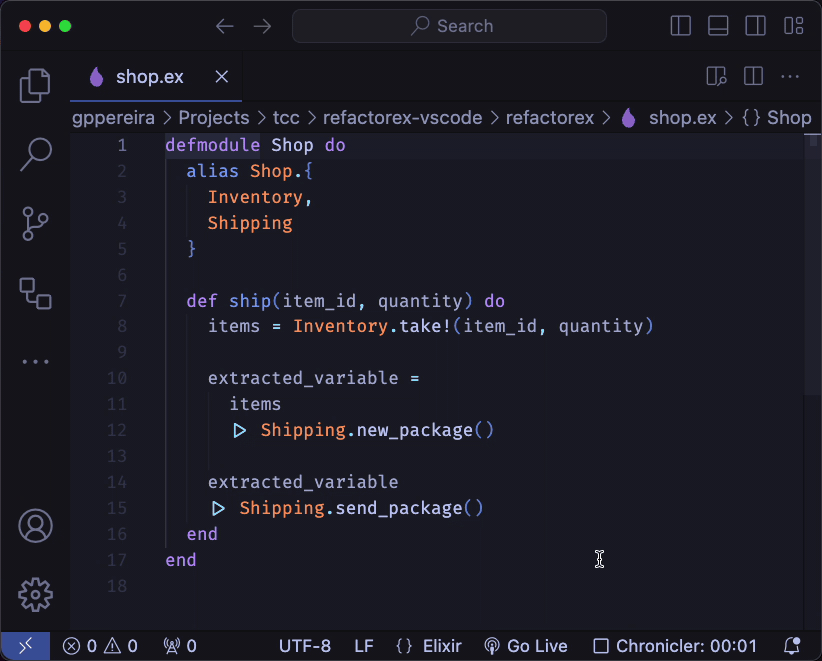 Search
shop.ex
gppereira > Projects > tcc > refactorex-vscode > refactorex > shop.ex > {} Shop
1 defmodule Shop do
2 alias Shop.{
3 Inventory,
4 Shipping
5 }
6
7 def ship(item_id, quantity) do
8 items = Inventory.take!(item_id, quantity)
9
10 extracted_variable =
11 items
12 |> Shipping.new_package()
13
14 extracted_variable
15 |> Shipping.send_package()
16 end
17 end
18
0 0 0 UTF-8 LF {} Elixir Go Live Chronicler: 00:01